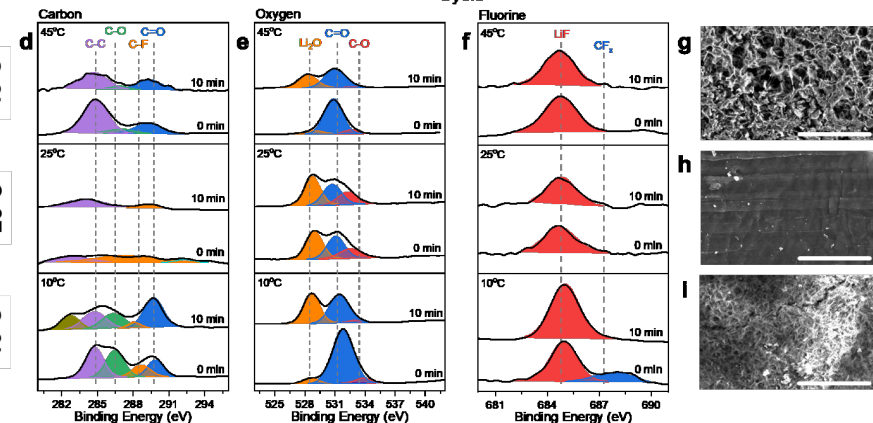 Carbon
Oxygen
Fluorine
d
45°C
C-C
C-O
C-F
C=O
10 min
0 min
25°C
10 min
0 min
10°C
10 min
0 min
282 285 288 291 294
Binding Energy (eV)
e
45°C
Li₂O
C=O
C-O
10 min
0 min
25°C
10 min
0 min
10°C
10 min
0 min
525 528 531 534 537 540
Binding Energy (eV)
f
45°C
LiF
CFₓ
10 min
0 min
25°C
10 min
0 min
10°C
10 min
0 min
681 684 687 690
Binding Energy (eV)
g
h
i